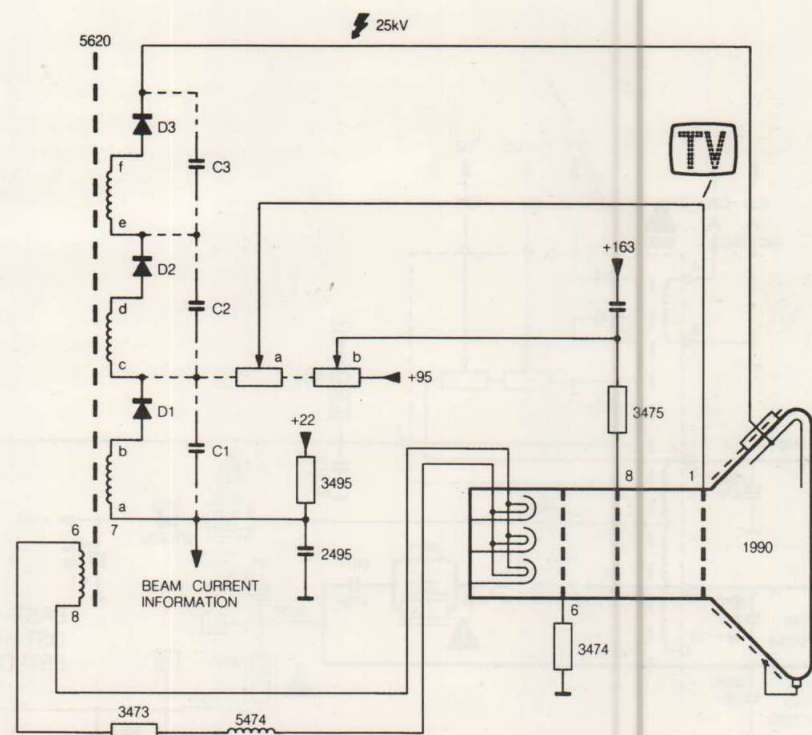 25kV
5620
D3
C3
f
e
TV
D2
C2
d
c
+163
a
b
+95
3475
D1
C1
b
a
+22
3495
8
1
6
7
2495
1990
BEAM CURRENT
INFORMATION
8
6
3474
3473
5474